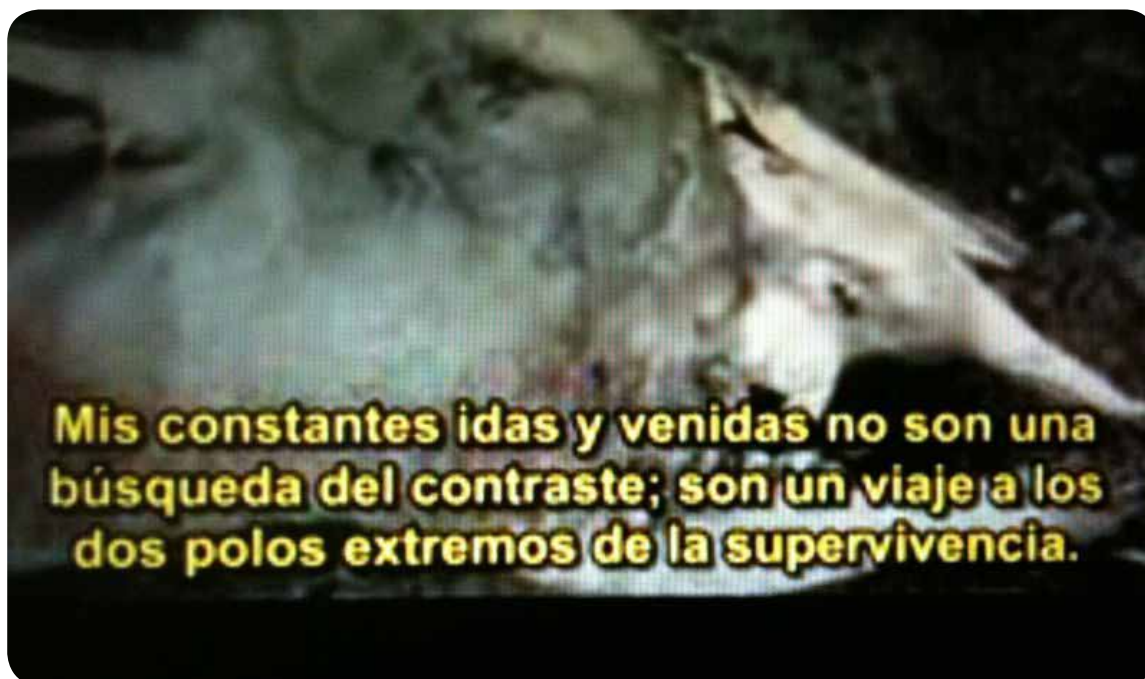 Mis constantes idas y venidas no son una
búsqueda del contraste; son un viaje a los
dos polos extremos de la supervivencia.